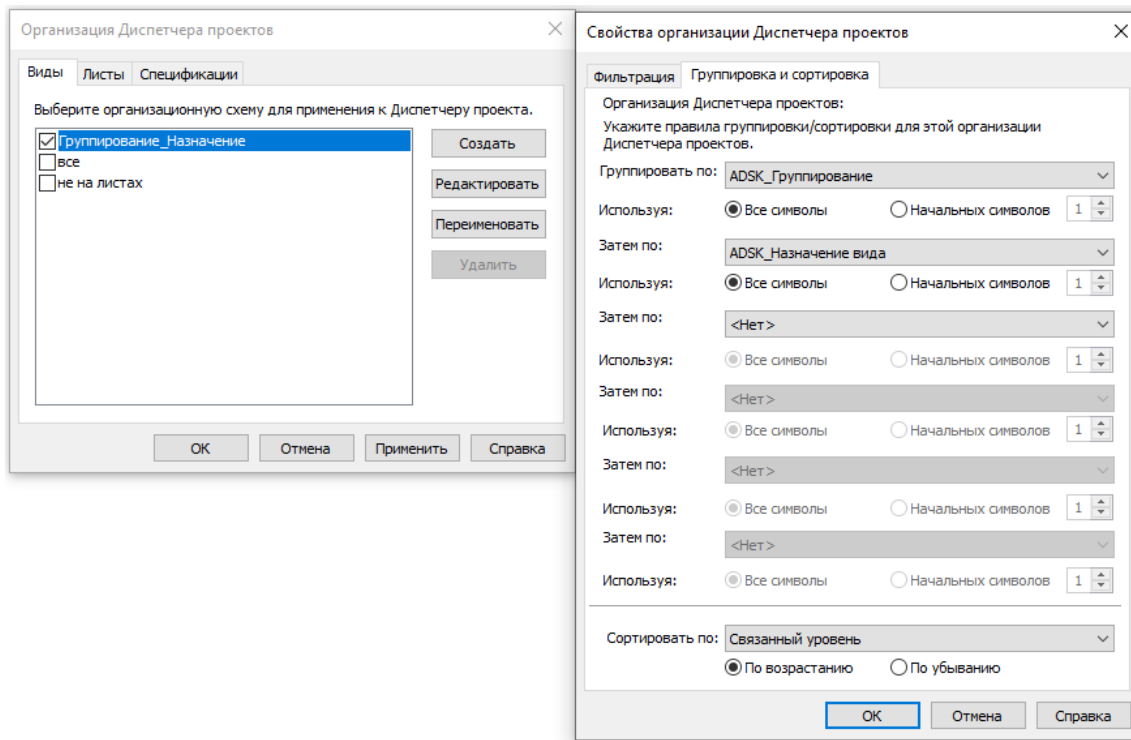 Организация Диспетчера проектов
Виды Листы Спецификации
Выберите организационную схему для применения к Диспетчеру проекта.
Группирование_Назначение
все
не на листах
Создать
Редактировать
Переименовать
Удалить
ОК Отмена Применить Справка
Свойства организации Диспетчера проектов
Фильтрация Группировка и сортировка
Организация Диспетчера проектов:
Укажите правила группировки/сортировки для этой организации
Диспетчера проектов.
Группировать по: ADSK_Группирование
Используя: Все символы Начальных символов 1
Затем по: ADSK_Назначение вида
Используя: Все символы Начальных символов 1
Затем по: <Нет>
Используя: Все символы Начальных символов 1
Затем по: <Нет>
Используя: Все символы Начальных символов 1
Затем по: <Нет>
Используя: Все символы Начальных символов 1
Затем по: <Нет>
Используя: Все символы Начальных символов 1
Сортировать по: Связанный уровень
По возрастанию По убыванию
ОК Отмена Справка